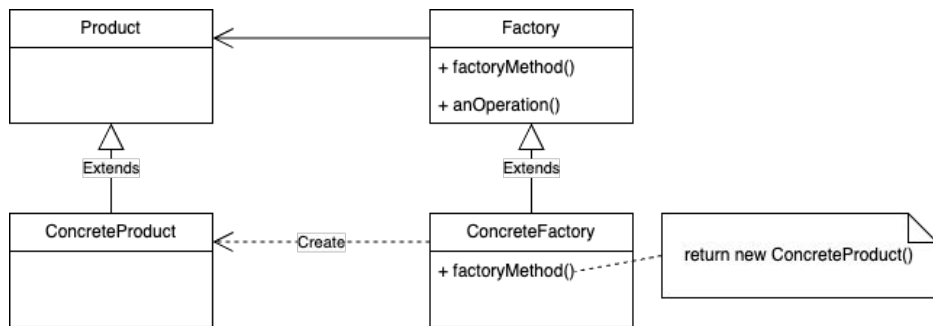 Product
Factory
+ factoryMethod()
+ anOperation()
Extends
Extends
ConcreteProduct
Create
ConcreteFactory
+ factoryMethod()
return new ConcreteProduct()